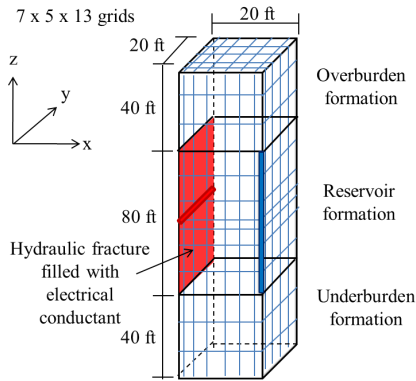 7 x 5 x 13 grids
20 ft
20 ft
z
y
x
40 ft
Overburden
formation
80 ft
Reservoir
formation
Hydraulic fracture
filled with
electrical
conductant
40 ft
Underburden
formation